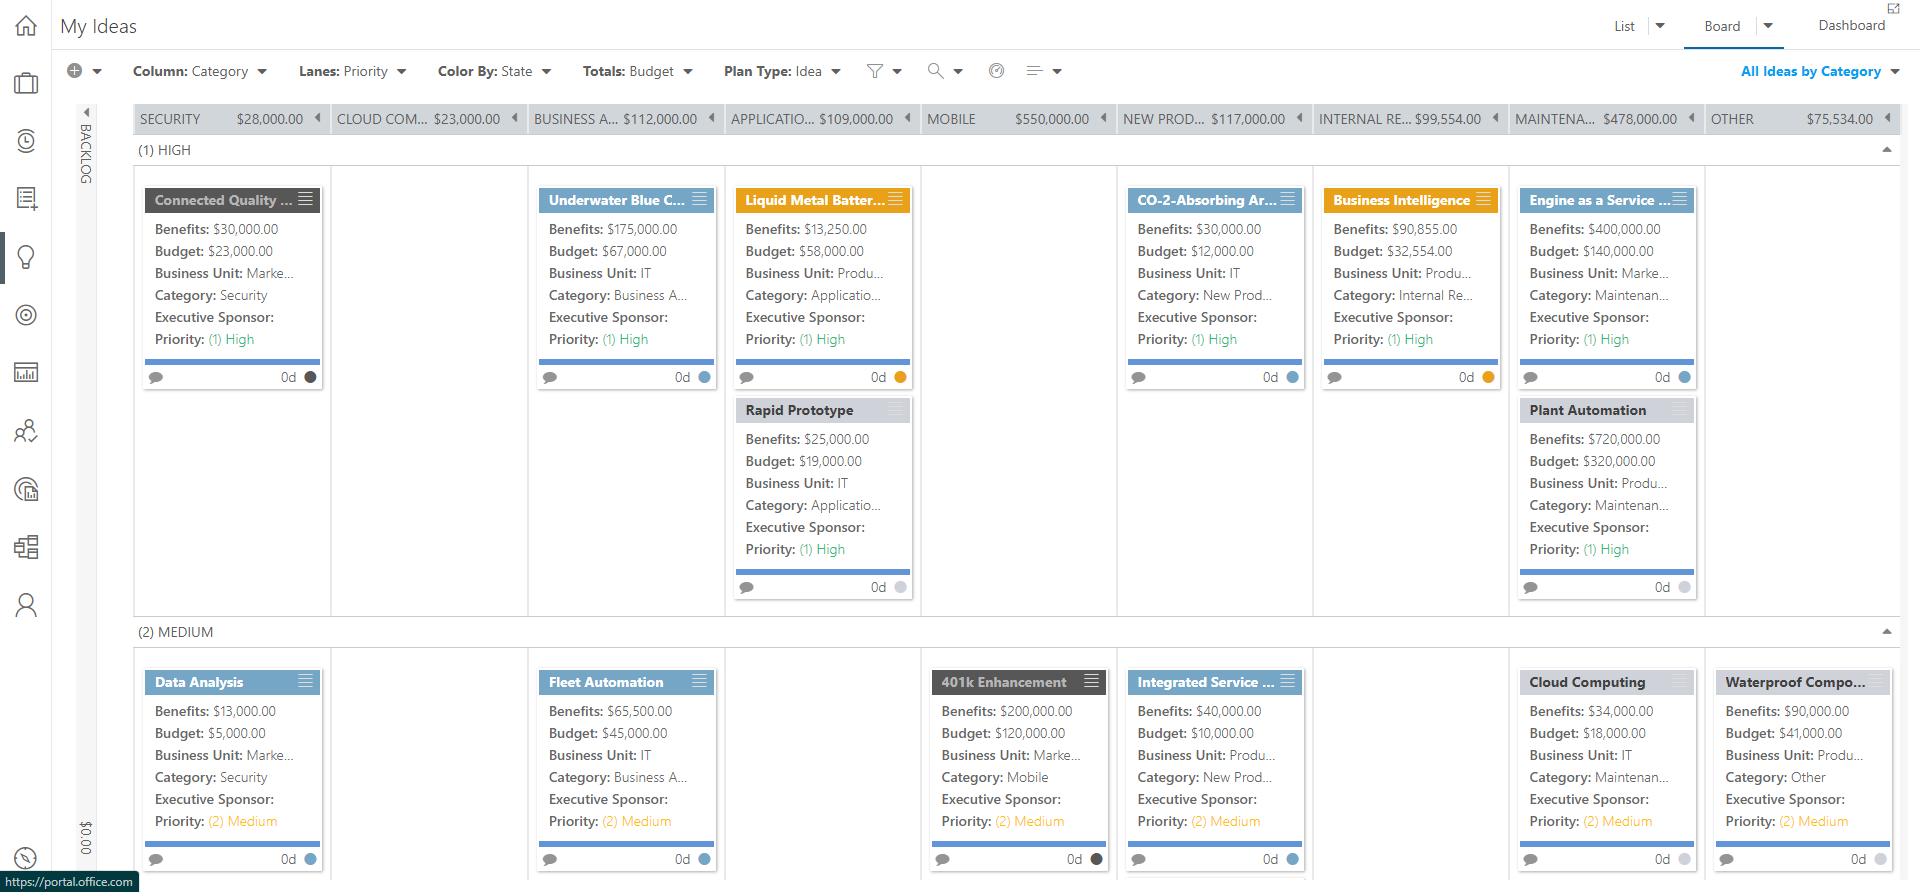 My Ideas
List
Board
Dashboard
Column: Category
Lanes: Priority
Color By: State
Totals: Budget
Plan Type: Idea
All Ideas by Category
BACKLOG
$0.00
SECURITY $28,000.00
CLOUD COM... $23,000.00
BUSINESS A... $112,000.00
APPLICATIO... $109,000.00
MOBILE $550,000.00
NEW PROD... $117,000.00
INTERNAL RE... $99,554.00
MAINTENA... $478,000.00
OTHER $75,534.00
(1) HIGH
Connected Quality ...
Benefits: $30,000.00
Budget: $23,000.00
Business Unit: Marke...
Category: Security
Executive Sponsor:
Priority: (1) High
0d
Underwater Blue C...
Benefits: $175,000.00
Budget: $67,000.00
Business Unit: IT
Category: Business A...
Executive Sponsor:
Priority: (1) High
0d
Liquid Metal Batter...
Benefits: $13,250.00
Budget: $58,000.00
Business Unit: Produ...
Category: Applicatio...
Executive Sponsor:
Priority: (1) High
0d
Rapid Prototype
Benefits: $25,000.00
Budget: $19,000.00
Business Unit: IT
Category: Applicatio...
Executive Sponsor:
Priority: (1) High
0d
CO-2-Absorbing Ar...
Benefits: $30,000.00
Budget: $12,000.00
Business Unit: IT
Category: New Prod...
Executive Sponsor:
Priority: (1) High
0d
Business Intelligence
Benefits: $90,855.00
Budget: $32,554.00
Business Unit: Produ...
Category: Internal Re...
Executive Sponsor:
Priority: (1) High
0d
Engine as a Service ...
Benefits: $400,000.00
Budget: $140,000.00
Business Unit: Marke...
Category: Maintenan...
Executive Sponsor:
Priority: (1) High
0d
Plant Automation
Benefits: $720,000.00
Budget: $320,000.00
Business Unit: Produ...
Category: Maintenan...
Executive Sponsor:
Priority: (1) High
0d
(2) MEDIUM
Data Analysis
Benefits: $13,000.00
Budget: $5,000.00
Business Unit: Marke...
Category: Security
Executive Sponsor:
Priority: (2) Medium
0d
Fleet Automation
Benefits: $65,500.00
Budget: $45,000.00
Business Unit: IT
Category: Business A...
Executive Sponsor:
Priority: (2) Medium
0d
401k Enhancement
Benefits: $200,000.00
Budget: $120,000.00
Business Unit: Marke...
Category: Mobile
Executive Sponsor:
Priority: (2) Medium
0d
Integrated Service ...
Benefits: $40,000.00
Budget: $10,000.00
Business Unit: Produ...
Category: New Prod...
Executive Sponsor:
Priority: (2) Medium
0d
Cloud Computing
Benefits: $34,000.00
Budget: $18,000.00
Business Unit: IT
Category: Maintenan...
Executive Sponsor:
Priority: (2) Medium
0d
Waterproof Compo...
Benefits: $90,000.00
Budget: $41,000.00
Business Unit: Produ...
Category: Other
Executive Sponsor:
Priority: (2) Medium
0d
https://portal.office.com